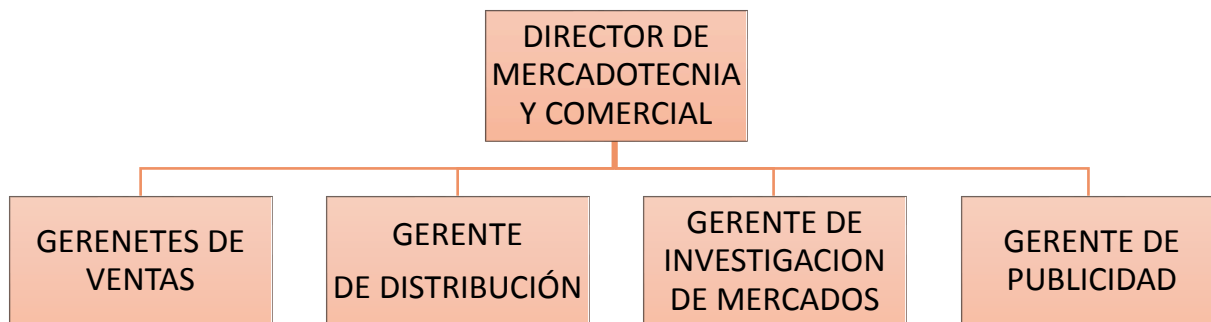 DIRECTOR DE
MERCADOTECNIA
Y COMERCIAL
GERENETES DE
VENTAS
GERENTE
DE DISTRIBUCIÓN
GERENTE DE
INVESTIGACION
DE MERCADOS
GERENTE DE
PUBLICIDAD